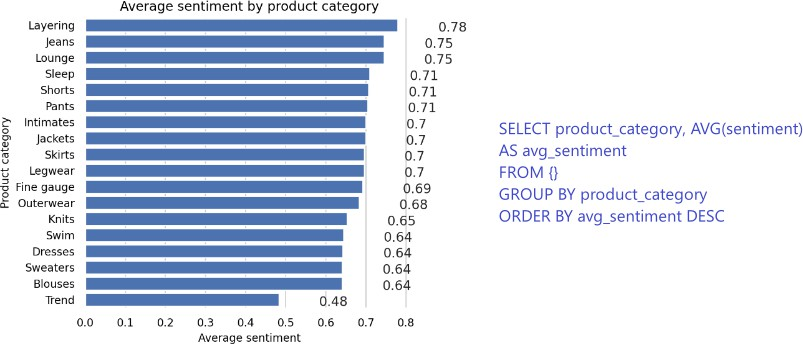 Average sentiment by product category
Product category
Layering 0.78
Jeans 0.75
Lounge 0.75
Sleep 0.71
Shorts 0.71
Pants 0.71
Intimates 0.7
Jackets 0.7
Skirts 0.7
Legwear 0.7
Fine gauge 0.69
Outerwear 0.68
Knits 0.65
Swim 0.64
Dresses 0.64
Sweaters 0.64
Blouses 0.64
Trend 0.48
0.0 0.1 0.2 0.3 0.4 0.5 0.6 0.7 0.8
Average sentiment
SELECT product_category, AVG(sentiment)
AS avg_sentiment
FROM {}
GROUP BY product_category
ORDER BY avg_sentiment DESC